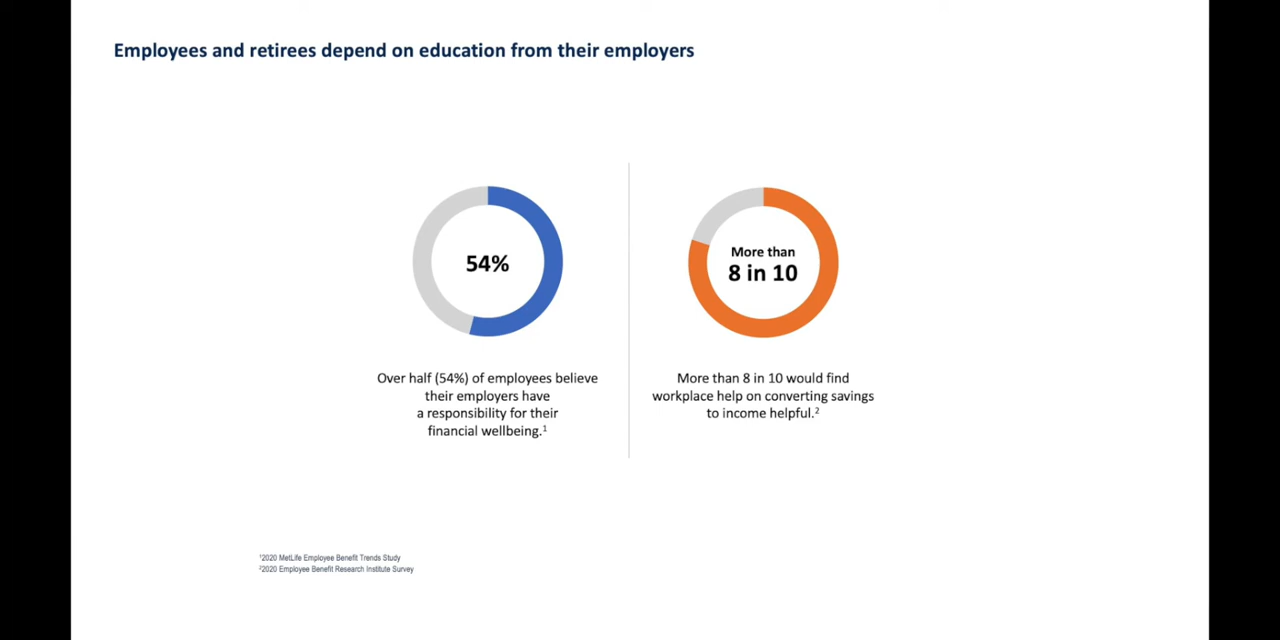 Employees and retirees depend on education from their employers
54%
Over half (54%) of employees believe
their employers have
a responsibility for their
financial wellbeing.¹
More than
8 in 10
More than 8 in 10 would find
workplace help on converting savings
to income helpful.²
¹2020 MetLife Employee Benefit Trends Study
²2020 Employee Benefit Research Institute Survey